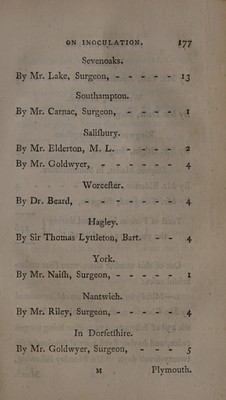 ON INOCULATION. 177
Sevenoaks.
By Mr. Lake, Surgeon, - - - - - 13
Southampton.
By Mr. Carnac, Surgeon, - - - - 1
Saliſbury.
By Mr. Elderton, M. L. - - - - 2
By Mr. Goldwyer, - - - - - - 4
Worceſter.
By Dr. Beard, - - - - - - - 4
Hagley.
By Sir Thomas Lyttleton, Bart. - - 4
York.
By Mr. Naiſh, Surgeon, - - - - - 1
Nantwich.
By Mr. Riley, Surgeon, - - - - - 4
In Dorſetſhire.
By Mr. Goldwyer, Surgeon, - - - 5
M Plymouth.